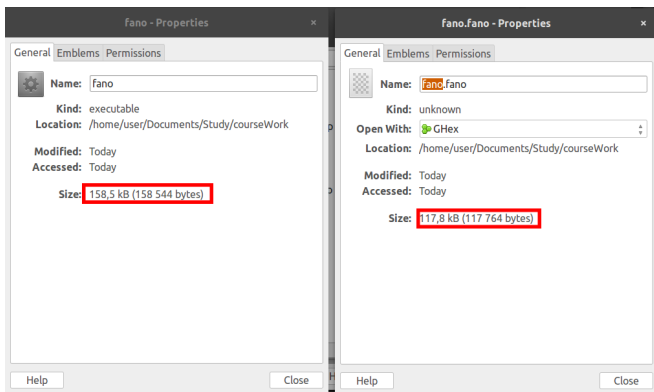 fano - Properties ×
General Emblems Permissions
Name: fano
Kind: executable
Location: /home/user/Documents/Study/courseWork
Modified: Today
Accessed: Today
Size: 158,5 kB (158 544 bytes)
Help Close
fano.fano - Properties ×
General Emblems Permissions
Name: fano.fano
Kind: unknown
Open With: GHex
Location: /home/user/Documents/Study/courseWork
Modified: Today
Accessed: Today
Size: 117,8 kB (117 764 bytes)
Help Close